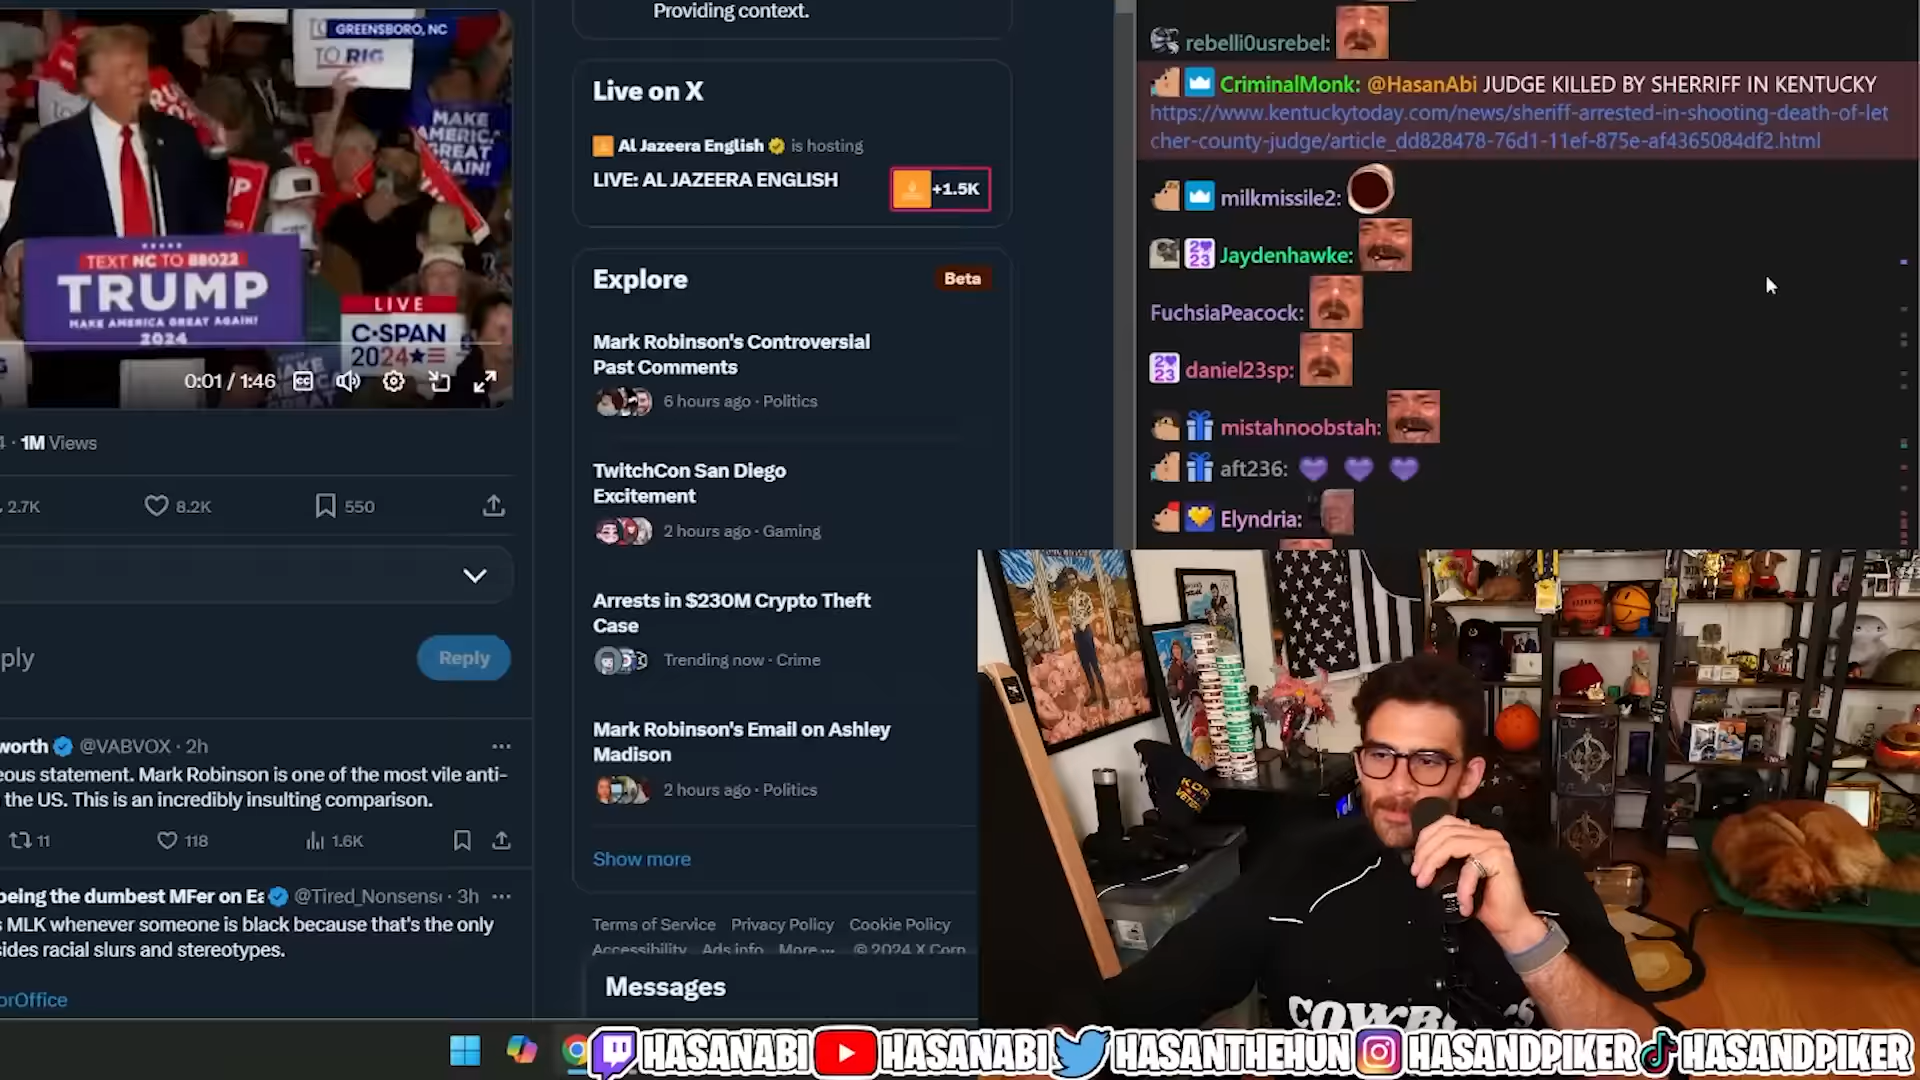 GREENSBORO, NC
TO RIG
MAKE
AMERICA
GREAT
AGAIN!
TEXT NC TO 88022
TRUMP
MAKE AMERICA GREAT AGAIN!
2024
LIVE
C-SPAN
2024
0:01 / 1:46
· 1M Views
2.7K
8.2K
550
Reply
@VABVOX · 2h
statement. Mark Robinson is one of the most vile anti-
the US. This is an incredibly insulting comparison.
11
118
1.6K
being the dumbest MFer on Ea
@Tired_Nonsens · 3h
MLK whenever someone is black because that's the only
racial slurs and stereotypes.
Providing context.
Live on X
Al Jazeera English is hosting
LIVE: AL JAZEERA ENGLISH
+1.5K
Explore
Beta
Mark Robinson's Controversial
Past Comments
6 hours ago · Politics
TwitchCon San Diego
Excitement
2 hours ago · Gaming
Arrests in $230M Crypto Theft
Case
Trending now · Crime
Mark Robinson's Email on Ashley
Madison
2 hours ago · Politics
Show more
Terms of Service Privacy Policy Cookie Policy
Accessibility Ads info More ··· © 2024 X Corp.
Messages
rebelli0usrebel:
CriminalMonk: @HasanAbi JUDGE KILLED BY SHERRIFF IN KENTUCKY
https://www.kentuckytoday.com/news/sheriff-arrested-in-shooting-death-of-let
cher-county-judge/article_dd828478-76d1-11ef-875e-af4365084df2.html
milkmissile2:
Jaydenhawke:
FuchsiaPeacock:
daniel23sp:
mistahnoobstah:
aft236:
Elyndria:
HASANABI HASANABI HASANTHEHUN HASANDPIKER HASANDPIKER